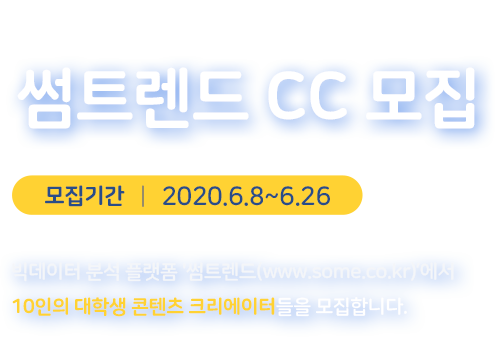 썸트렌드 CC 모집
모집기간 | 2020.6.8~6.26
빅데이터 분석 플랫폼 '썸트렌드(www.some.co.kr)'에서
10인의 대학생 콘텐츠 크리에이터들을 모집합니다.